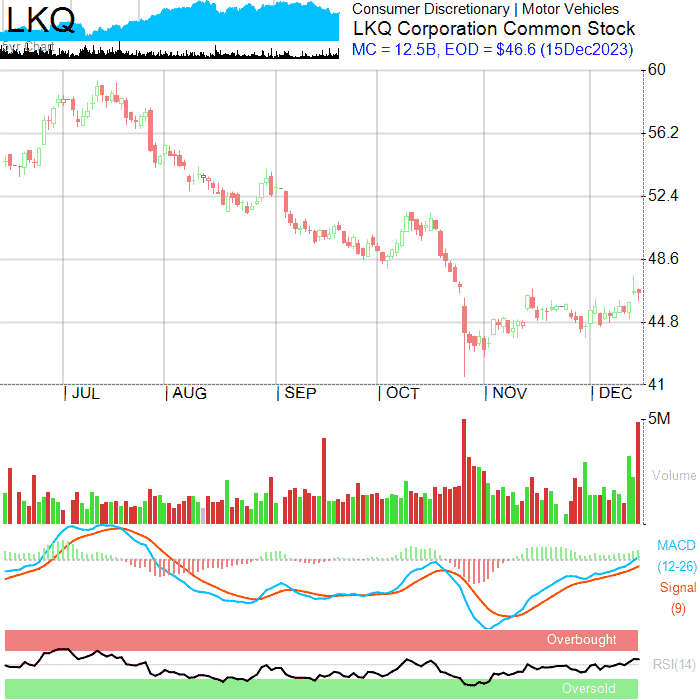 LKQ
5yr Chart
Consumer Discretionary | Motor Vehicles
LKQ Corporation Common Stock
MC = 12.5B, EOD = $46.6 (15Dec2023)
60
56.2
52.4
48.6
44.8
41
| JUL | AUG | SEP | OCT | NOV | DEC
5M
Volume
MACD
(12-26)
Signal
(9)
Overbought
RSI(14)
Oversold